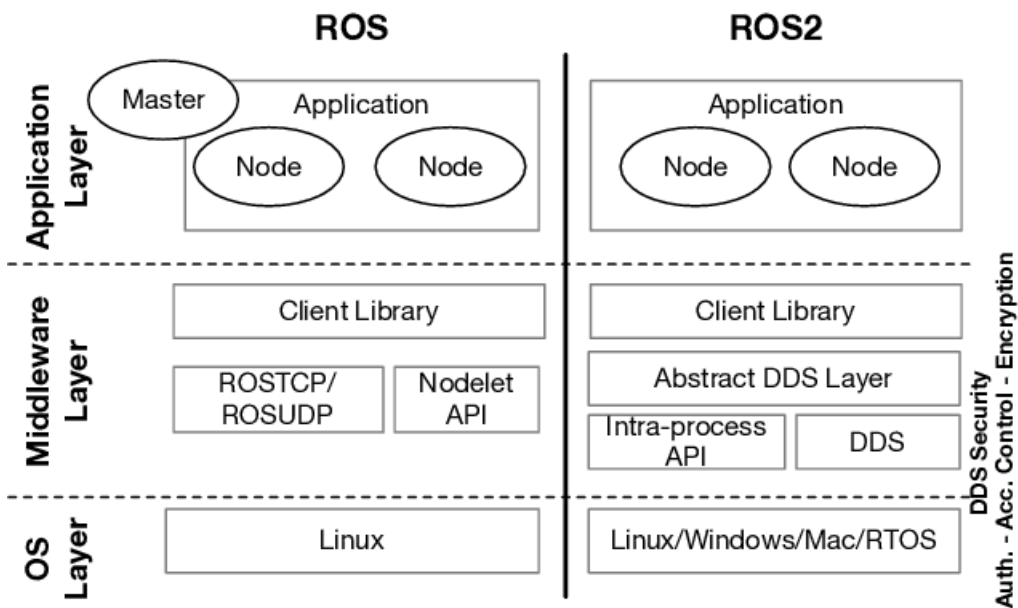 ROS
ROS2
Application
Layer
Master
Application
Node
Node
Application
Node
Node
Middleware
Layer
Client Library
ROSTCP/
ROSUDP
Nodelet
API
Client Library
Abstract DDS Layer
Intra-process
API
DDS
DDS Security
Auth. - Acc. Control - Encryption
OS
Layer
Linux
Linux/Windows/Mac/RTOS